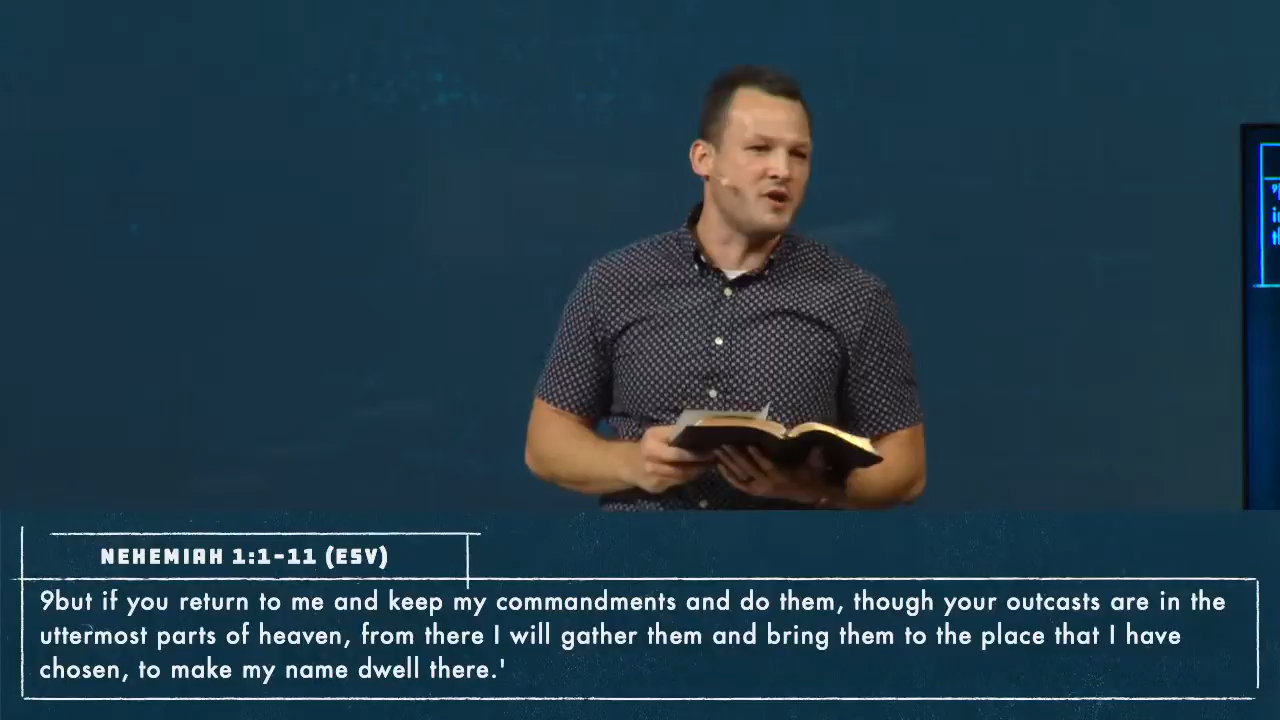 NEHEMIAH 1:1-11 (ESV)
9but if you return to me and keep my commandments and do them, though your outcasts are in the
uttermost parts of heaven, from there I will gather them and bring them to the place that I have
chosen, to make my name dwell there.'